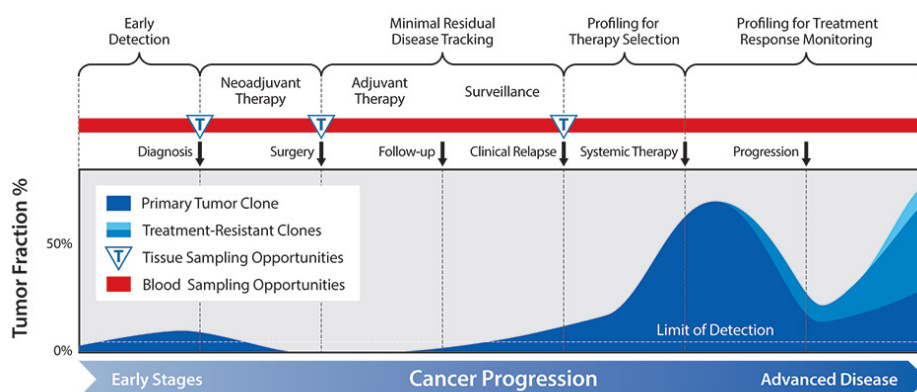 Early
Detection
Minimal Residual
Disease Tracking
Profiling for
Therapy Selection
Profiling for Treatment
Response Monitoring
Neoadjuvant
Therapy
Adjuvant
Therapy
Surveillance
T
T
T
Diagnosis
Surgery
Follow-up
Clinical Relapse
Systemic Therapy
Progression
Tumor Fraction %
50%
0%
Primary Tumor Clone
Treatment-Resistant Clones
T Tissue Sampling Opportunities
Blood Sampling Opportunities
Limit of Detection
Early Stages
Cancer Progression
Advanced Disease